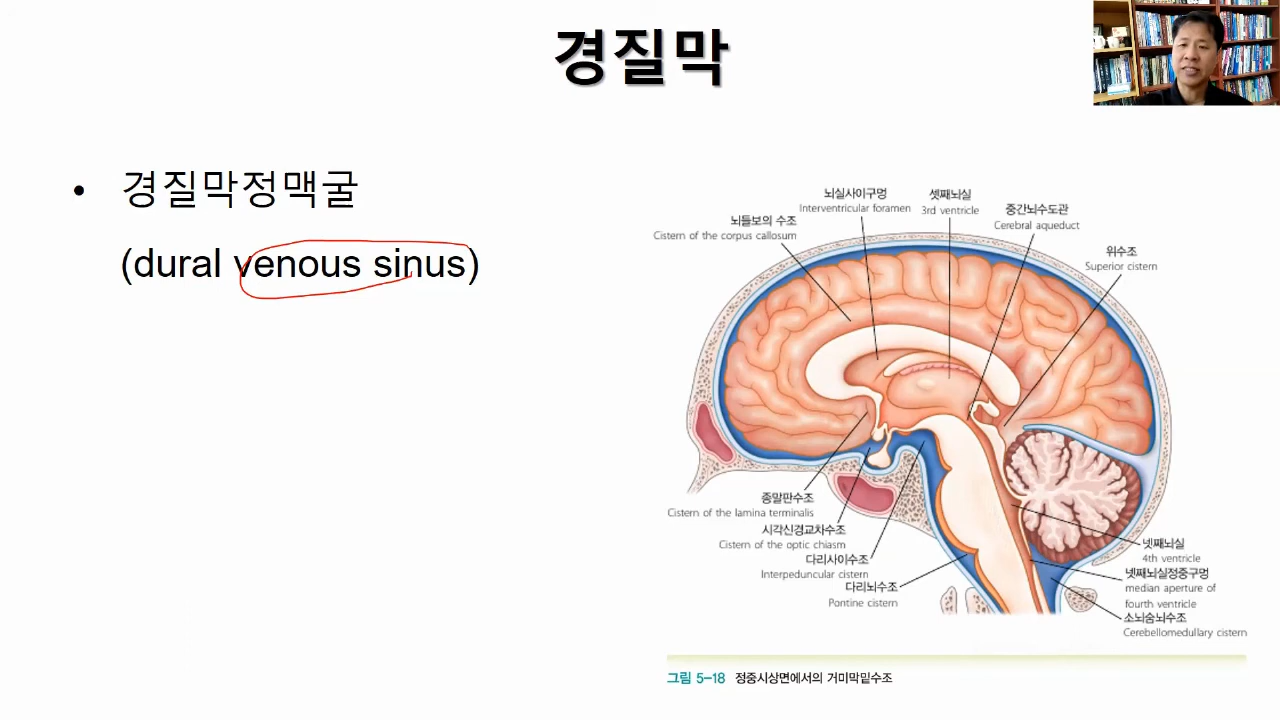 경질막
• 경질막정맥굴
(dural venous sinus)
뇌실사이구멍
Interventricular foramen
셋째뇌실
3rd ventricle
중간뇌수도관
Cerebral aqueduct
뇌들보의 수조
Cistern of the corpus callosum
위수조
Superior cistern
종말판수조
Cistern of the lamina terminalis
시각신경교차수조
Cistern of the optic chiasm
다리사이수조
Interpeduncular cistern
다리뇌수조
Pontine cistern
넷째뇌실
4th ventricle
넷째뇌실정중구멍
median aperture of
fourth ventricle
소뇌숨뇌수조
Cerebellomedullary cistern
그림 5-18 정중시상면에서의 거미막밑수조